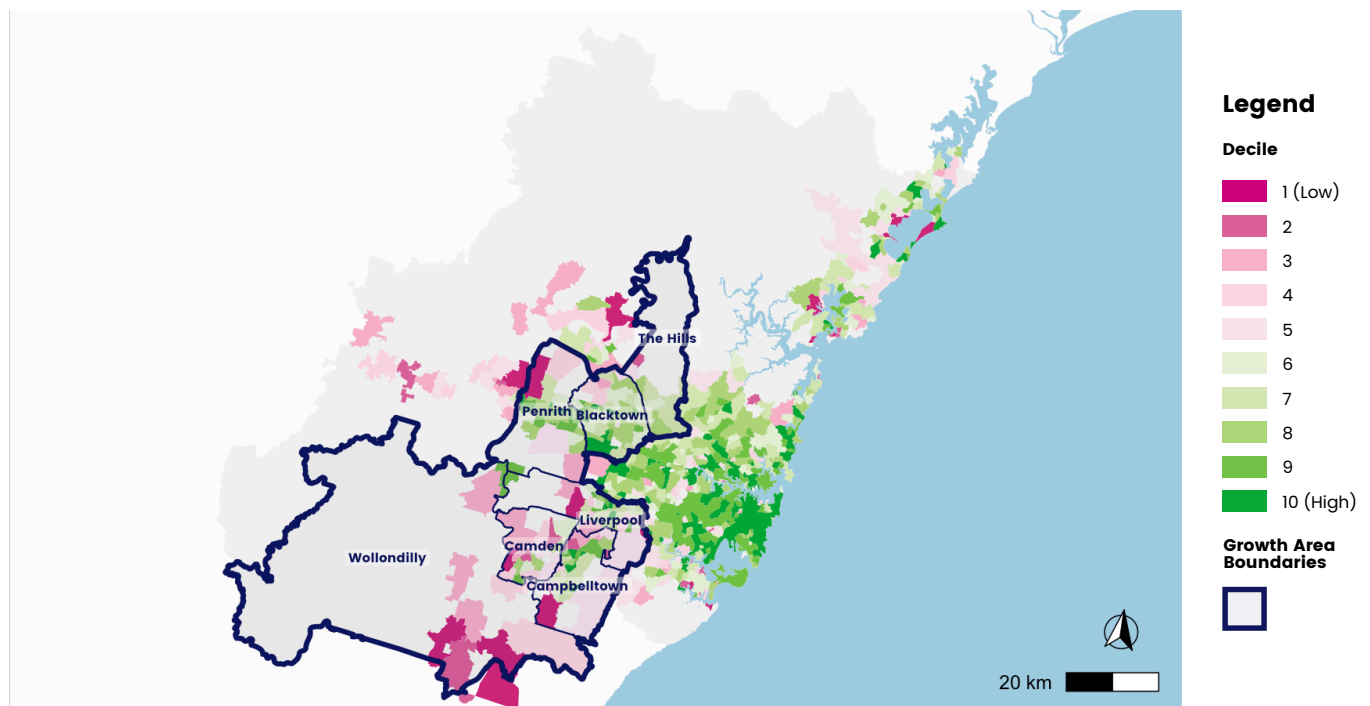 Legend
Decile
1 (Low)
2
3
4
5
6
7
8
9
10 (High)
Growth Area
Boundaries
The Hills
Penrith
Blacktown
Liverpool
Camden
Wollondilly
Campbelltown
20 km